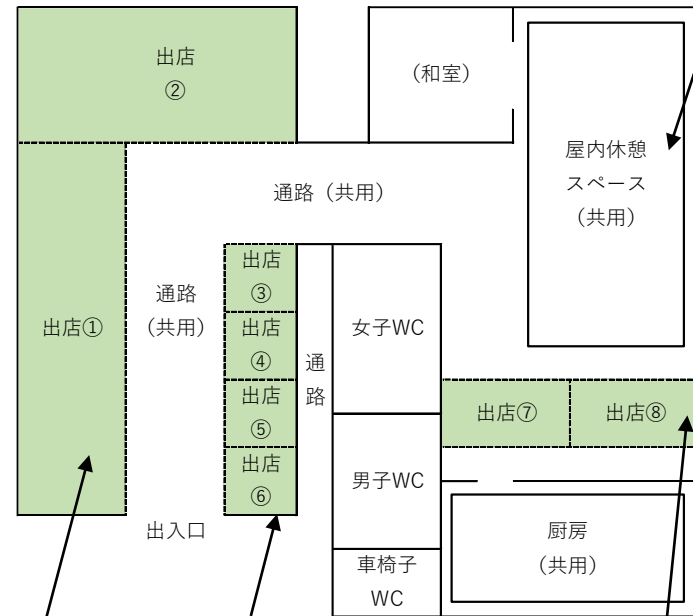 出店
②
（和室）
屋内休憩
スペース
（共用）
通路（共用）
出店
③
通路
（共用）
出店①
出店
④
女子WC
通
路
出店
⑤
出店⑦
出店⑧
出店
⑥
男子WC
出入口
厨房
（共用）
車椅子
WC